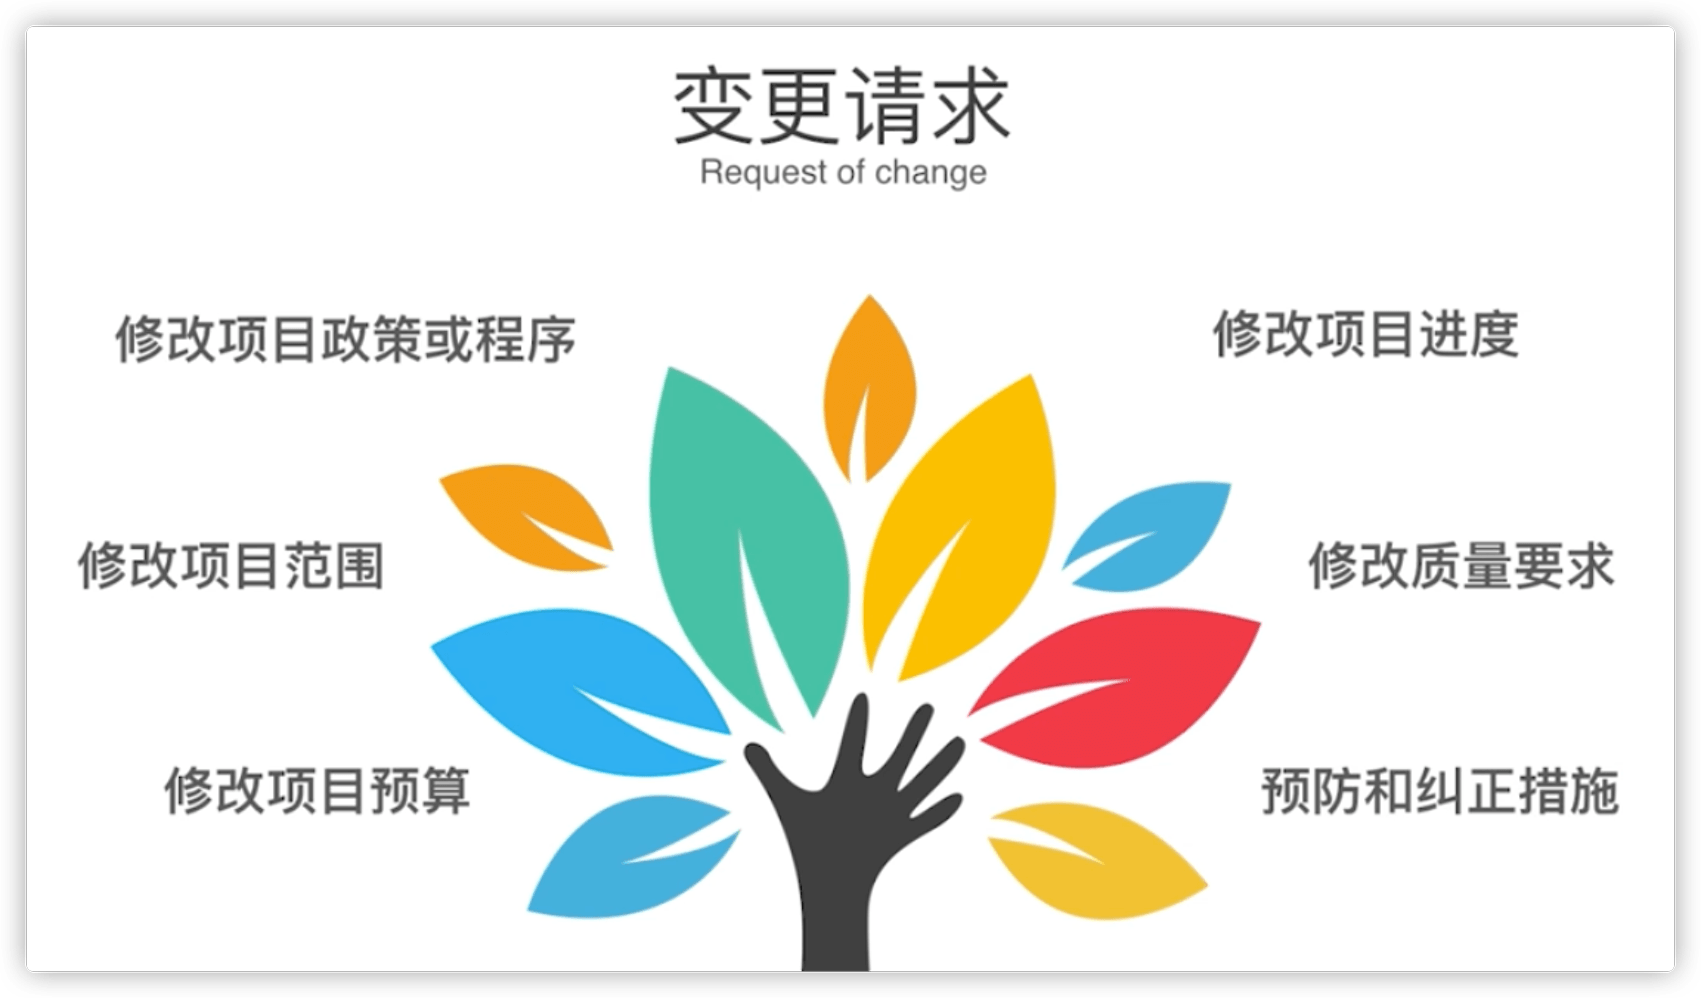 变更请求
Request of change
修改项目政策或程序
修改项目进度
修改项目范围
修改质量要求
修改项目预算
预防和纠正措施